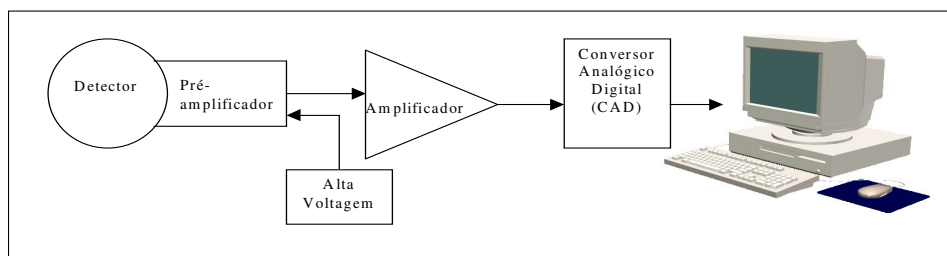 Detector
Pré-
amplificador
Amplificador
Conversor
Analógico
Digital
(CAD)
Alta
Voltagem